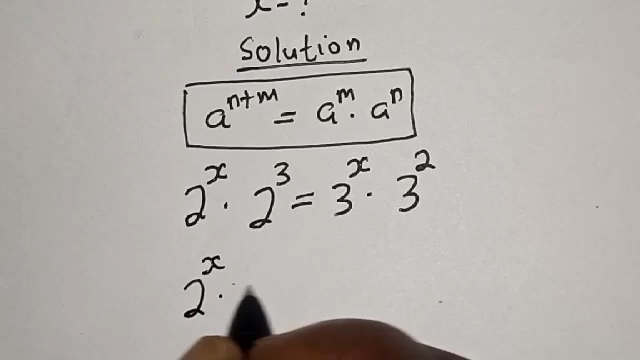 x = ?
Solution
a^{n+m} = a^m · a^n
2^x · 2^3 = 3^x · 3^2
2^x ·